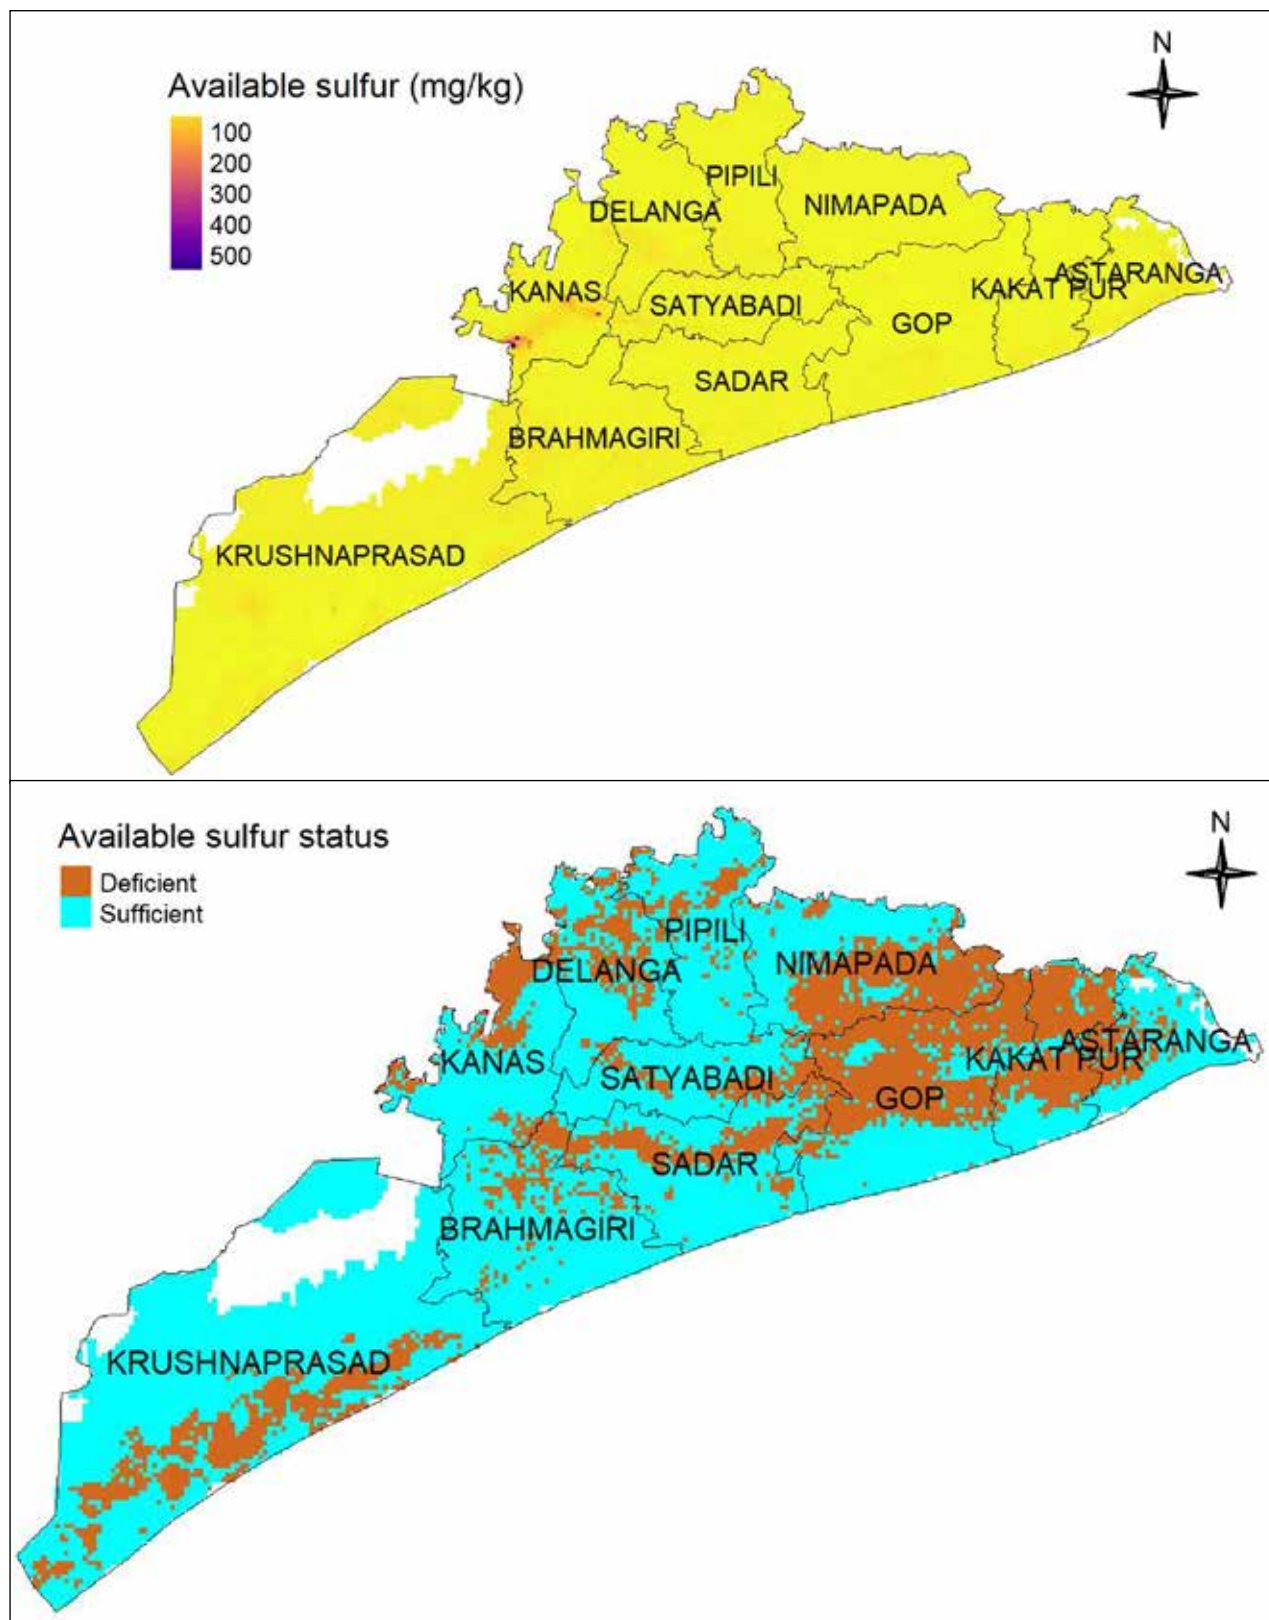 N
Available sulfur (mg/kg)
100
200
300
400
500
PIPILI
DELANGA
NIMAPADA
ASTARANGA
KANAS
KAKAT PUR
SATYABADI
GOP
SADAR
BRAHMAGIRI
KRUSHNAPRASAD
Available sulfur status
N
Deficient
Sufficient
PIPILI
DELANGA
NIMAPADA
ASTARANGA
KANAS
KAKAT PUR
SATYABADI
GOP
SADAR
BRAHMAGIRI
KRUSHNAPRASAD